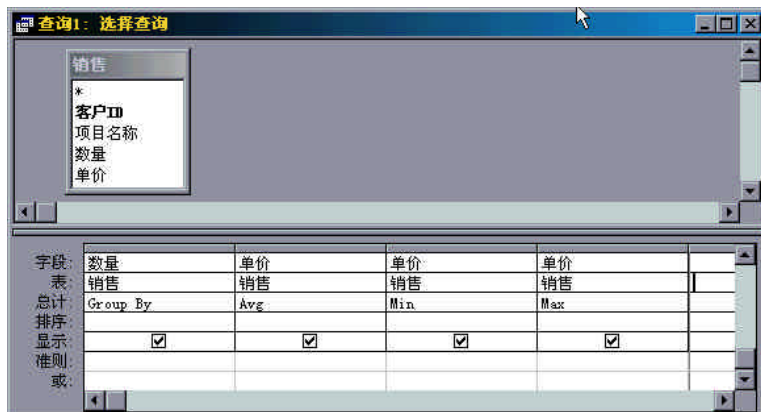 查询1: 选择查询
销售
*
客户ID
项目名称
数量
单价
字段: 数量 单价 单价 单价
表: 销售 销售 销售 销售
总计: Group By Avg Min Max
排序:
显示:
准则:
或: